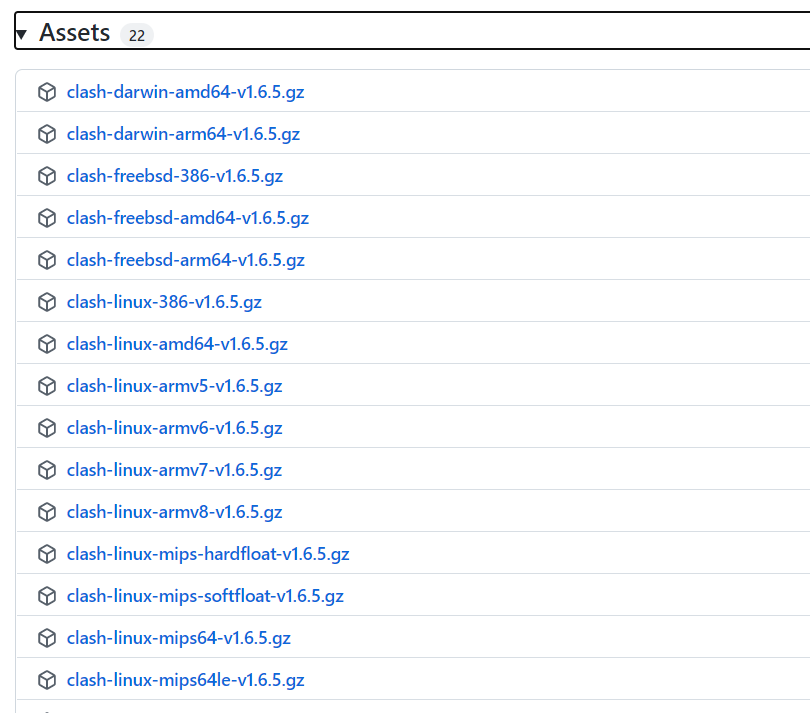 Assets 22
clash-darwin-amd64-v1.6.5.gz
clash-darwin-arm64-v1.6.5.gz
clash-freebsd-386-v1.6.5.gz
clash-freebsd-amd64-v1.6.5.gz
clash-freebsd-arm64-v1.6.5.gz
clash-linux-386-v1.6.5.gz
clash-linux-amd64-v1.6.5.gz
clash-linux-armv5-v1.6.5.gz
clash-linux-armv6-v1.6.5.gz
clash-linux-armv7-v1.6.5.gz
clash-linux-armv8-v1.6.5.gz
clash-linux-mips-hardfloat-v1.6.5.gz
clash-linux-mips-softfloat-v1.6.5.gz
clash-linux-mips64-v1.6.5.gz
clash-linux-mips64le-v1.6.5.gz